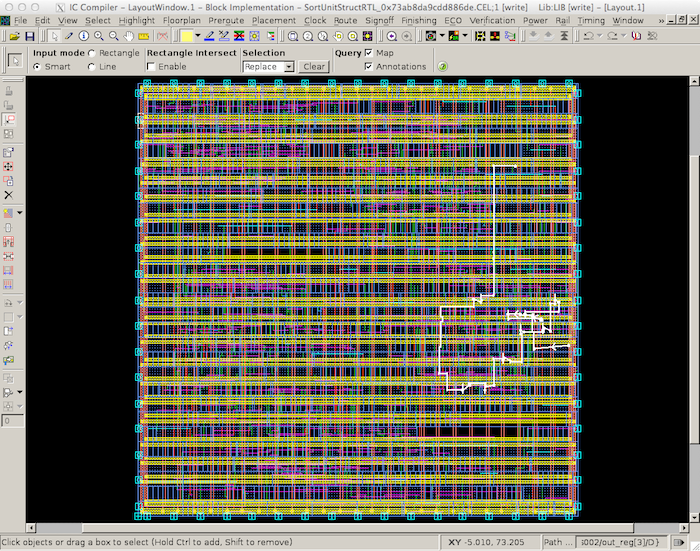 IC Compiler - LayoutWindow.1 - Block Implementation - SortUnitStructRTL_0x73ab8da9cdd886de.CEL;1 [write] Lib:LIB [write] - [Layout.1]
File Edit View Select Highlight Floorplan Preroute Placement Clock Route Signoff Finishing ECO Verification Power Rail Timing Window
Input mode Rectangle Rectangle Intersect Selection Query Map
Smart Line Enable Replace Clear Annotations
0
Click objects or drag a box to select (Hold Ctrl to add, Shift to remove) XY -5.010, 73.205 Path ... i002/out_reg[3]/D }